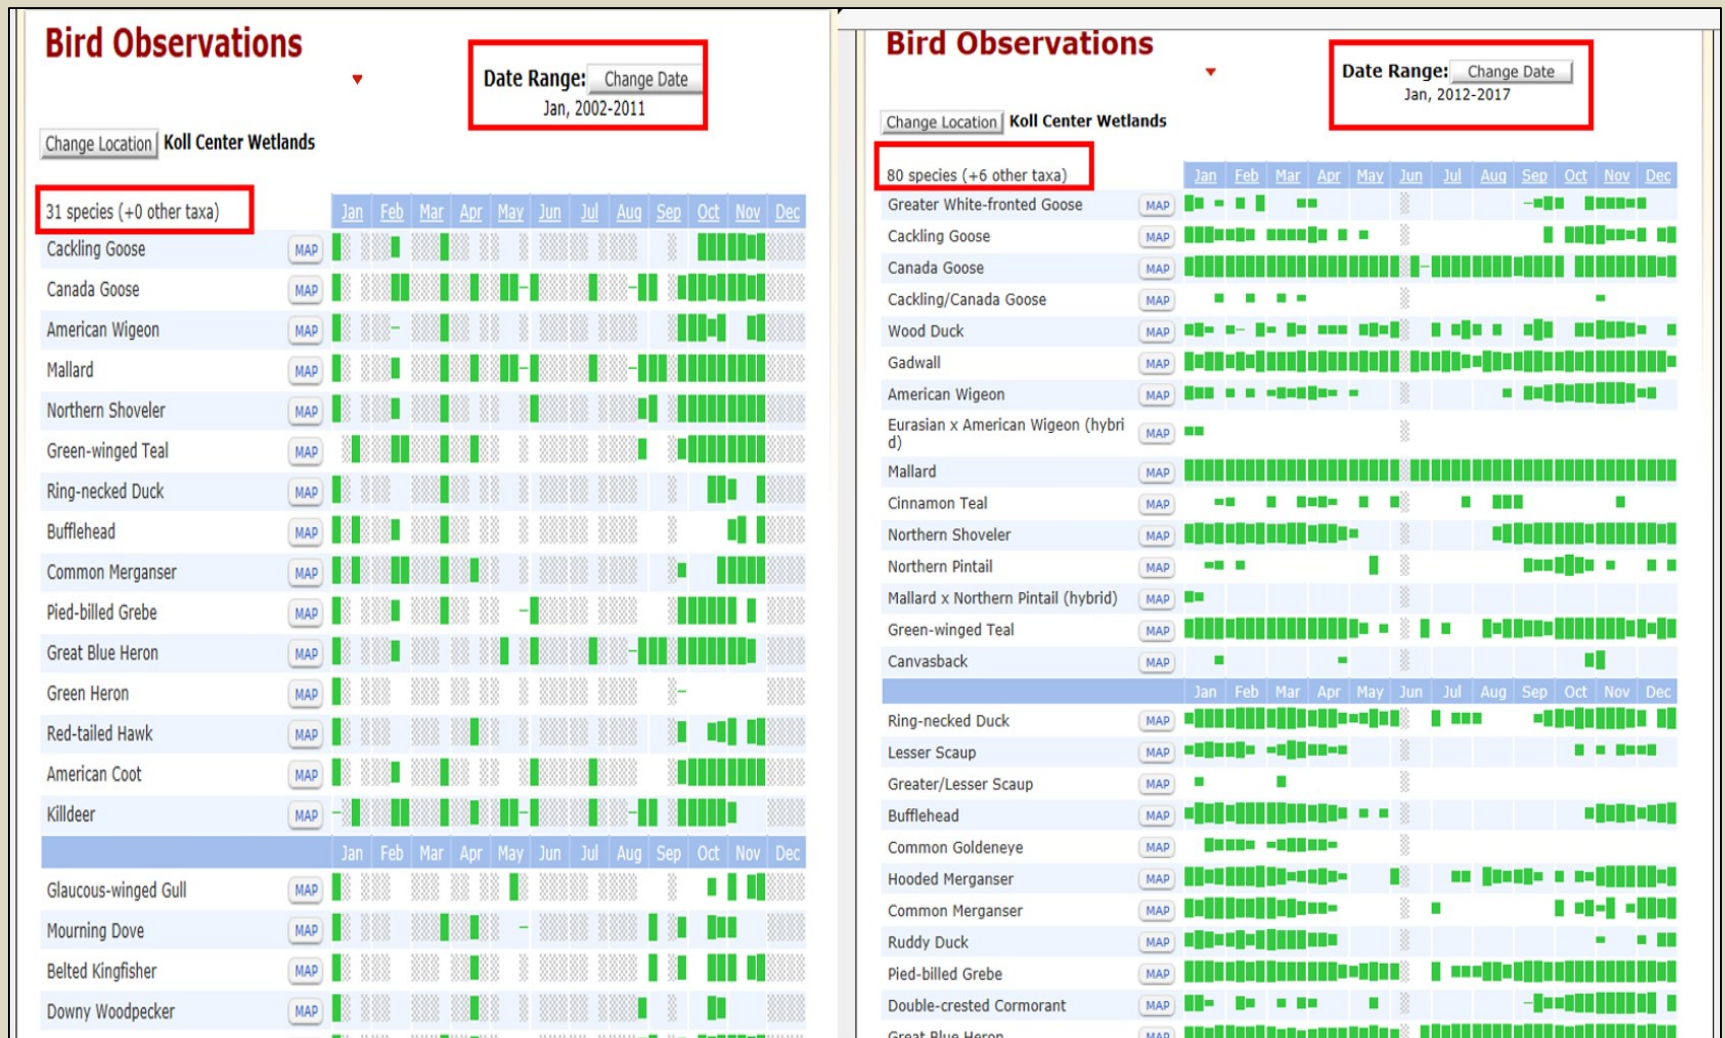 Bird Observations
Date Range: Change Date
Jan, 2002-2011
Change Location Koll Center Wetlands
31 species (+0 other taxa) Jan Feb Mar Apr May Jun Jul Aug Sep Oct Nov Dec
Cackling Goose MAP
Canada Goose MAP
American Wigeon MAP
Mallard MAP
Northern Shoveler MAP
Green-winged Teal MAP
Ring-necked Duck MAP
Bufflehead MAP
Common Merganser MAP
Pied-billed Grebe MAP
Great Blue Heron MAP
Green Heron MAP
Red-tailed Hawk MAP
American Coot MAP
Killdeer MAP
Jan Feb Mar Apr May Jun Jul Aug Sep Oct Nov Dec
Glaucous-winged Gull MAP
Mourning Dove MAP
Belted Kingfisher MAP
Downy Woodpecker MAP
Bird Observations
Date Range: Change Date
Jan, 2012-2017
Change Location Koll Center Wetlands
80 species (+6 other taxa) Jan Feb Mar Apr May Jun Jul Aug Sep Oct Nov Dec
Greater White-fronted Goose MAP
Cackling Goose MAP
Canada Goose MAP
Cackling/Canada Goose MAP
Wood Duck MAP
Gadwall MAP
American Wigeon MAP
Eurasian x American Wigeon (hybri
d) MAP
Mallard MAP
Cinnamon Teal MAP
Northern Shoveler MAP
Northern Pintail MAP
Mallard x Northern Pintail (hybrid) MAP
Green-winged Teal MAP
Canvasback MAP
Jan Feb Mar Apr May Jun Jul Aug Sep Oct Nov Dec
Ring-necked Duck MAP
Lesser Scaup MAP
Greater/Lesser Scaup MAP
Bufflehead MAP
Common Goldeneye MAP
Hooded Merganser MAP
Common Merganser MAP
Ruddy Duck MAP
Pied-billed Grebe MAP
Double-crested Cormorant MAP
Great Blue Heron MAP